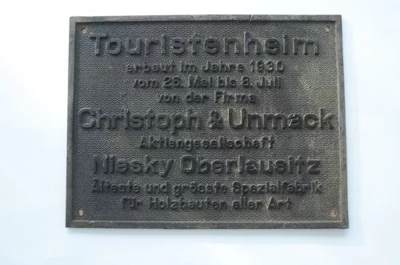 Touristenheim
erbaut im Jahre 1930
vom 26. Mai bis 8. Juli
von der Firma
Christoph & Unmack
Aktiengesellschaft
Niesky Oberlausitz
Älteste und grösste Spezialfabrik
für Holzbauten aller Art